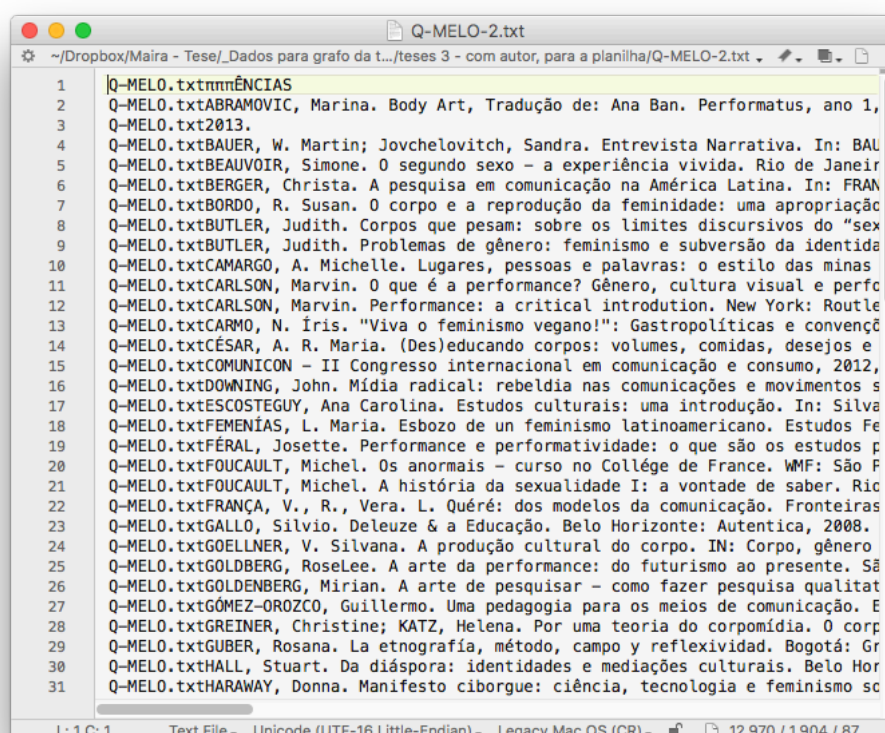 Q-MELO-2.txt
~/Dropbox/Maira - Tese/_Dados para grafo da t.../teses 3 - com autor, para a planilha/Q-MELO-2.txt
1 Q-MELO.txtπππÊNCIAS
2 Q-MELO.txtABRAMOVIC, Marina. Body Art, Tradução de: Ana Ban. Performatus, ano 1,
3 Q-MELO.txt2013.
4 Q-MELO.txtBAUER, W. Martin; Jovchelovitch, Sandra. Entrevista Narrativa. In: BAU
5 Q-MELO.txtBEAUVOIR, Simone. O segundo sexo – a experiência vivida. Rio de Janeir
6 Q-MELO.txtBERGER, Christa. A pesquisa em comunicação na América Latina. In: FRAN
7 Q-MELO.txtBORDO, R. Susan. O corpo e a reprodução da feminidade: uma apropriação
8 Q-MELO.txtBUTLER, Judith. Corpos que pesam: sobre os limites discursivos do “sex
9 Q-MELO.txtBUTLER, Judith. Problemas de gênero: feminismo e subversão da identida
10 Q-MELO.txtCAMARGO, A. Michelle. Lugares, pessoas e palavras: o estilo das minas
11 Q-MELO.txtCARLSON, Marvin. O que é a performance? Gênero, cultura visual e perfo
12 Q-MELO.txtCARLSON, Marvin. Performance: a critical introdution. New York: Routle
13 Q-MELO.txtCARMO, N. Íris. "Viva o feminismo vegano!": Gastropolíticas e convençõ
14 Q-MELO.txtCÉSAR, A. R. Maria. (Des)educando corpos: volumes, comidas, desejos e
15 Q-MELO.txtCOMUNICON – II Congresso internacional em comunicação e consumo, 2012,
16 Q-MELO.txtDOWNING, John. Mídia radical: rebeldia nas comunicações e movimentos s
17 Q-MELO.txtESCOSTEGUY, Ana Carolina. Estudos culturais: uma introdução. In: Silva
18 Q-MELO.txtFEMENÍAS, L. Maria. Esbozo de un feminismo latinoamericano. Estudos Fe
19 Q-MELO.txtFÉRAL, Josette. Performance e performatividade: o que são os estudos p
20 Q-MELO.txtFOUCAULT, Michel. Os anormais – curso no Collége de France. WMF: São P
21 Q-MELO.txtFOUCAULT, Michel. A história da sexualidade I: a vontade de saber. Rio
22 Q-MELO.txtFRANÇA, V., R., Vera. L. Quéré: dos modelos da comunicação. Fronteiras
23 Q-MELO.txtGALLO, Silvio. Deleuze & a Educação. Belo Horizonte: Autentica, 2008.
24 Q-MELO.txtGOELLNER, V. Silvana. A produção cultural do corpo. IN: Corpo, gênero
25 Q-MELO.txtGOLDBERG, RoseLee. A arte da performance: do futurismo ao presente. Sã
26 Q-MELO.txtGOLDENBERG, Mirian. A arte de pesquisar – como fazer pesquisa qualitat
27 Q-MELO.txtGÓMEZ-OROZCO, Guillermo. Uma pedagogia para os meios de comunicação. E
28 Q-MELO.txtGREINER, Christine; KATZ, Helena. Por uma teoria do corpomídia. O corp
29 Q-MELO.txtGUBER, Rosana. La etnografía, método, campo y reflexividad. Bogotá: Gr
30 Q-MELO.txtHALL, Stuart. Da diáspora: identidades e mediações culturais. Belo Hor
31 Q-MELO.txtHARAWAY, Donna. Manifesto ciborgue: ciência, tecnologia e feminismo so
L: 1 C: 1 Text File Unicode (UTF-16 Little-Endian) Legacy Mac OS (CR) 12.970 / 1.904 / 87